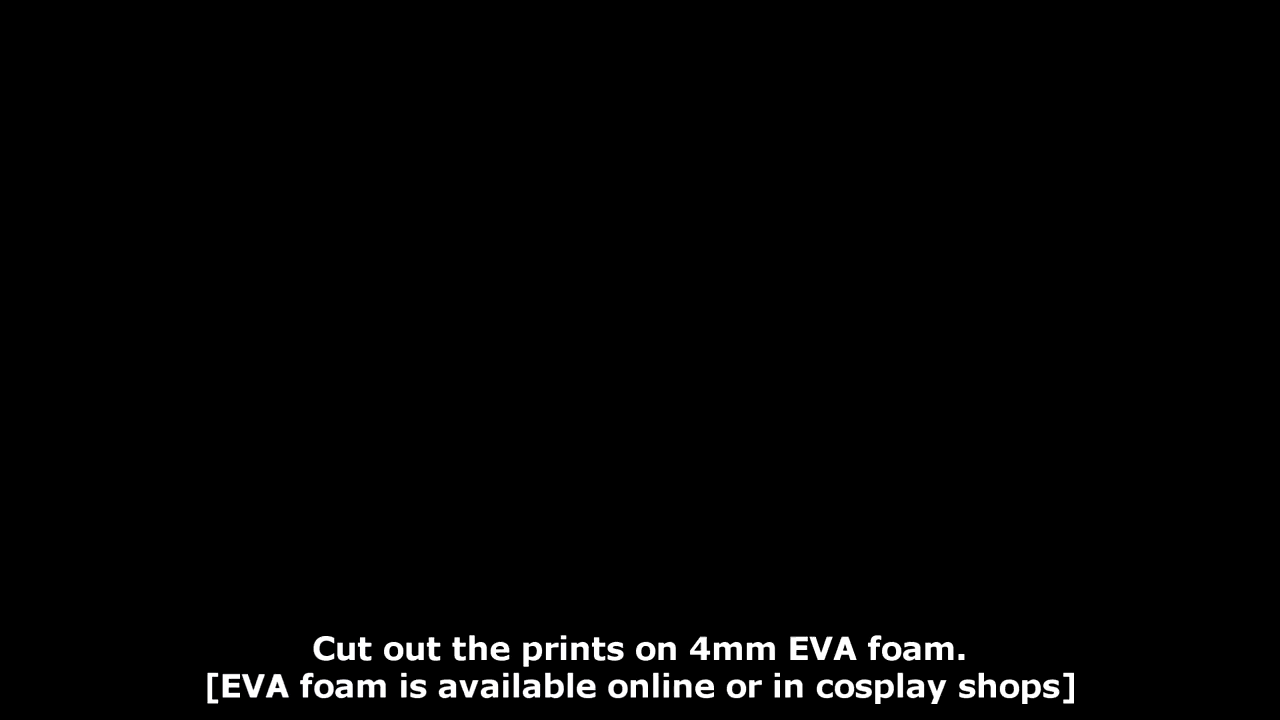 Cut out the prints on 4mm EVA foam.
[EVA foam is available online or in cosplay shops]